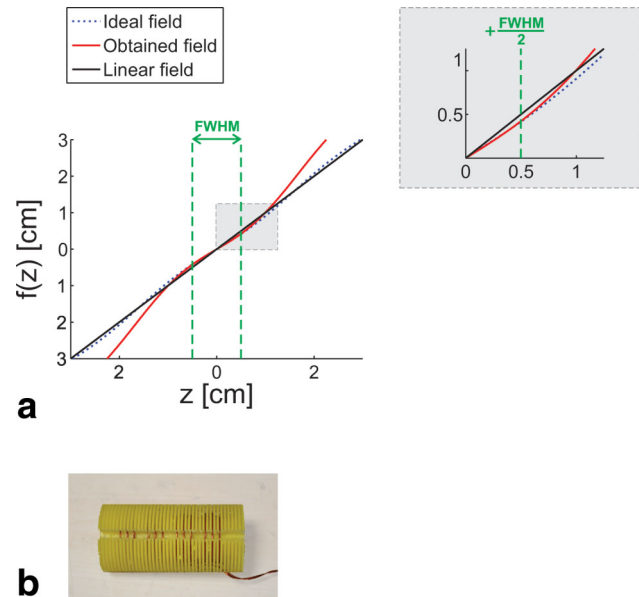 Ideal field
Obtained field
Linear field
+FWHM/2
1
0.5
0
0.5
1
FWHM
3
2
1
0
1
2
3
f(z) [cm]
2
0
2
z [cm]
a
b